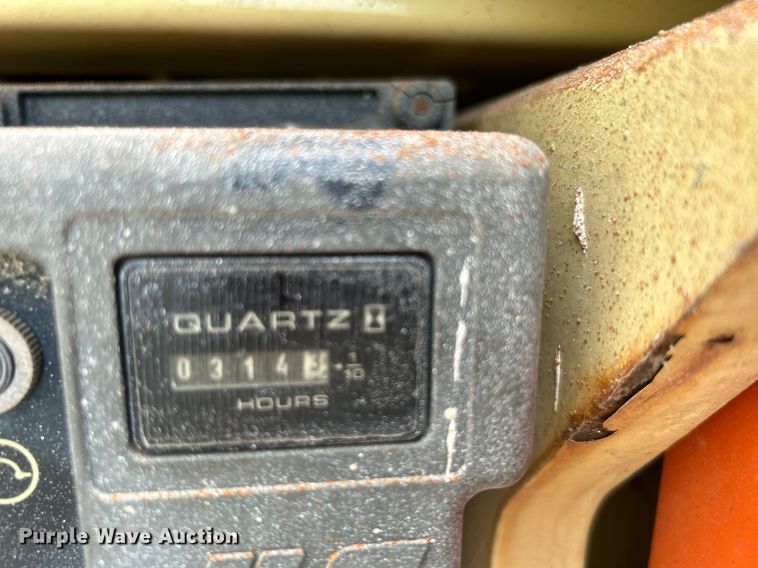 QUARTZ
0314
1
10
HOURS
Purple Wave Auction